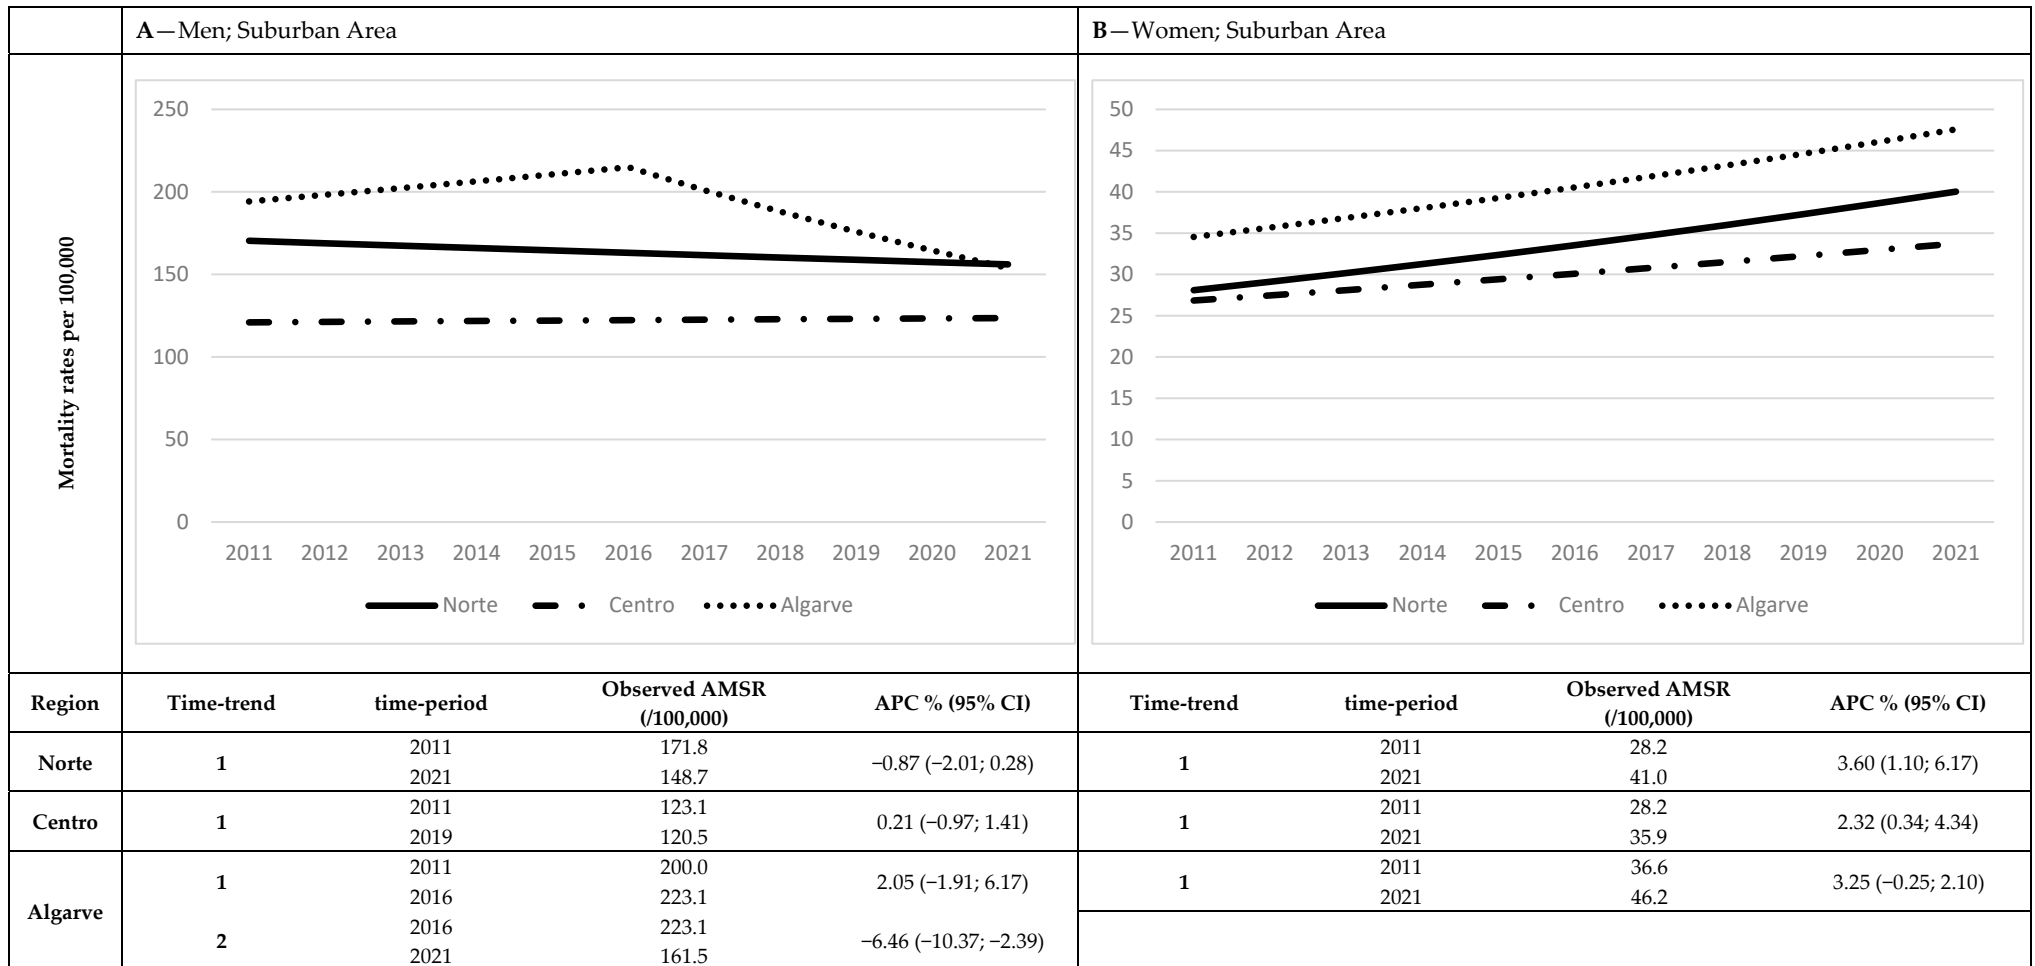 A—Men; Suburban Area
B—Women; Suburban Area
Mortality rates per 100,000
250
200
150
100
50
0
2011 2012 2013 2014 2015 2016 2017 2018 2019 2020 2021
Norte Centro Algarve
50
45
40
35
30
25
20
15
10
5
0
2011 2012 2013 2014 2015 2016 2017 2018 2019 2020 2021
Norte Centro Algarve
Region Time-trend time-period Observed AMSR (/100,000) APC % (95% CI) Time-trend time-period Observed AMSR (/100,000) APC % (95% CI)
Norte 1 2011 171.8 −0.87 (−2.01; 0.28) 1 2011 28.2 3.60 (1.10; 6.17)
2021 148.7 2021 41.0
Centro 1 2011 123.1 0.21 (−0.97; 1.41) 1 2011 28.2 2.32 (0.34; 4.34)
2019 120.5 2021 35.9
Algarve 1 2011 200.0 2.05 (−1.91; 6.17) 1 2011 36.6 3.25 (−0.25; 2.10)
2016 223.1 2021 46.2
2 2016 223.1 −6.46 (−10.37; −2.39)
2021 161.5